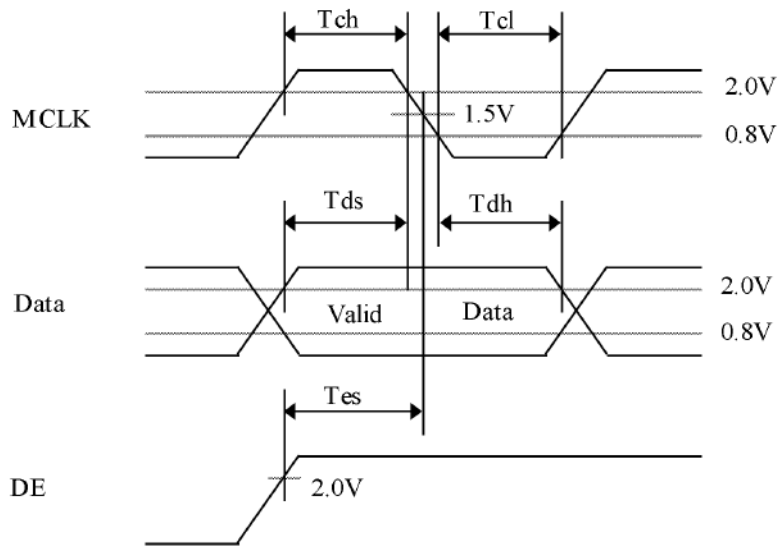 Tch Tcl
MCLK
2.0V
1.5V
0.8V
Tds Tdh
Data
Valid Data
2.0V
0.8V
Tes
DE
2.0V